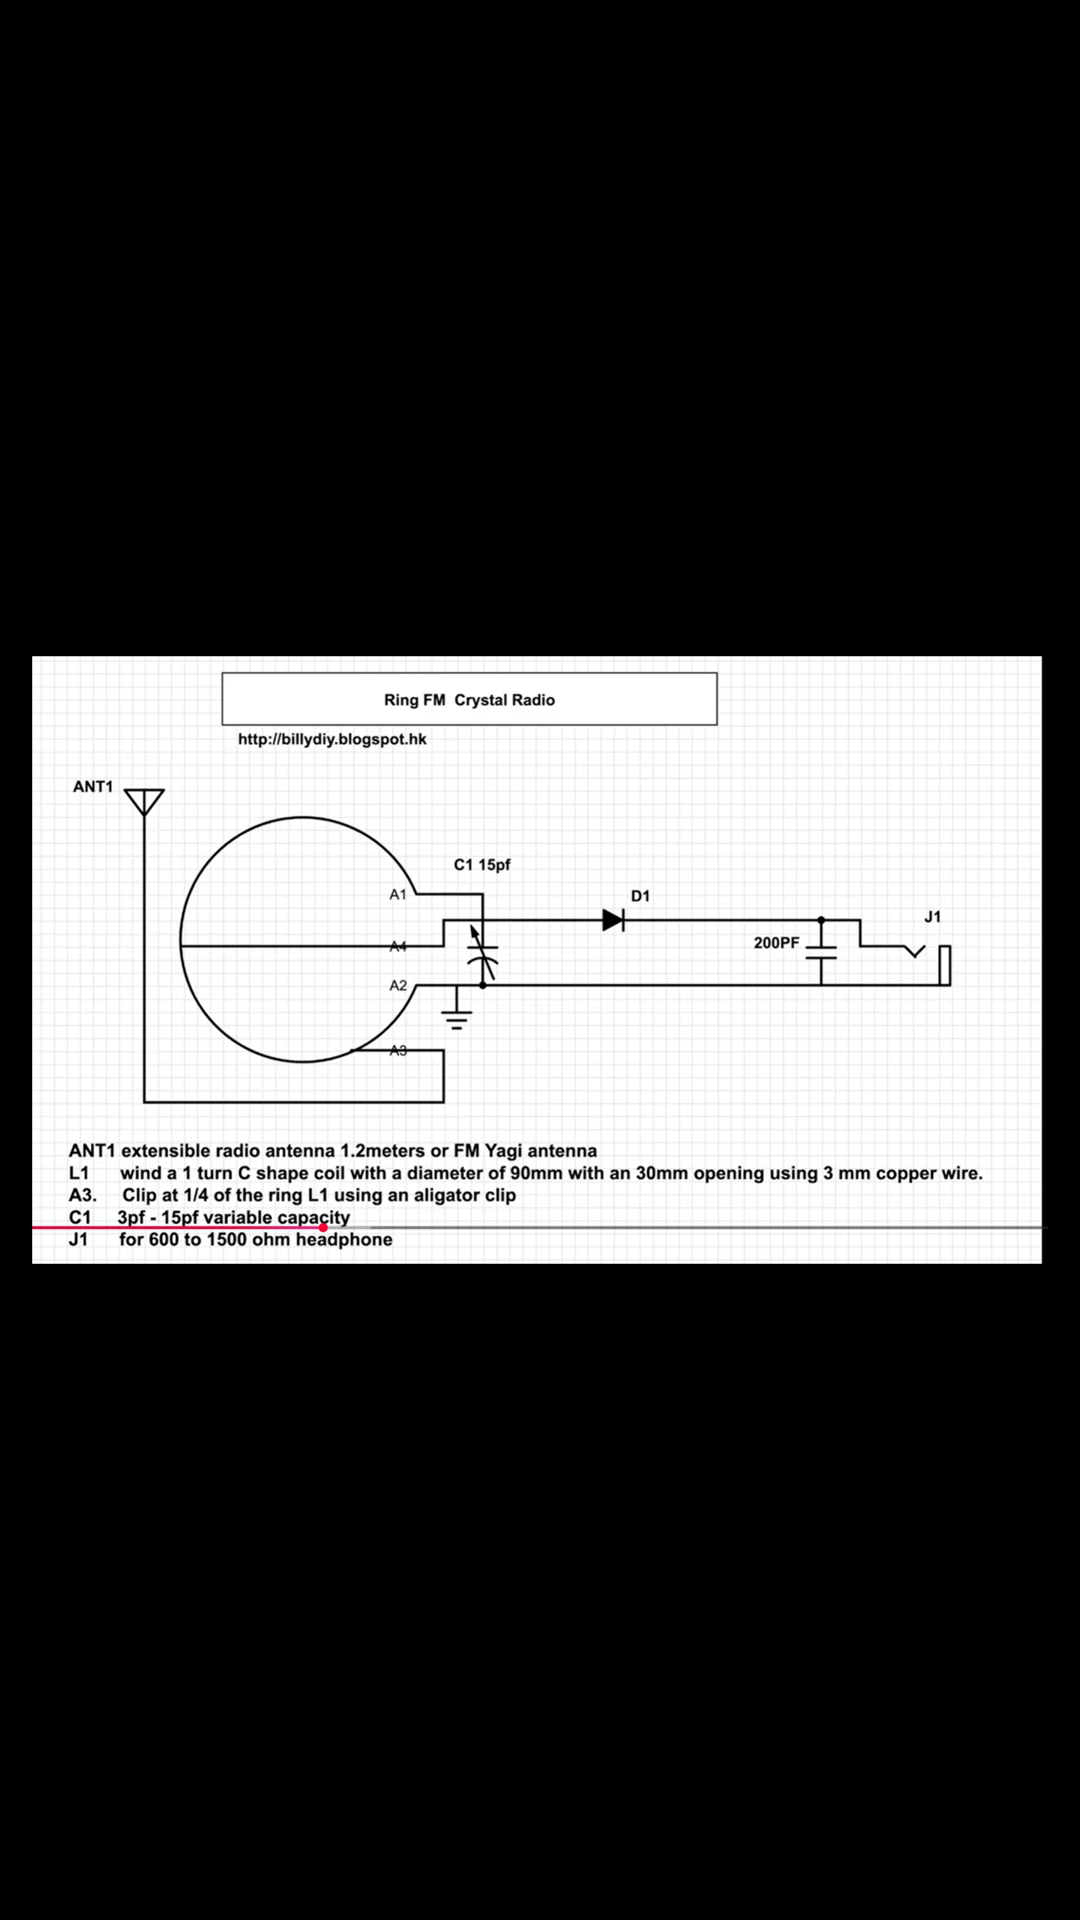 Ring FM Crystal Radio
http://billydiy.blogspot.hk
ANT1
C1 15pf
A1
D1
J1
A4
200PF
A2
A3
ANT1 extensible radio antenna 1.2meters or FM Yagi antenna
L1 wind a 1 turn C shape coil with a diameter of 90mm with an 30mm opening using 3 mm copper wire.
A3. Clip at 1/4 of the ring L1 using an aligator clip
C1 3pf - 15pf variable capacity
J1 for 600 to 1500 ohm headphone